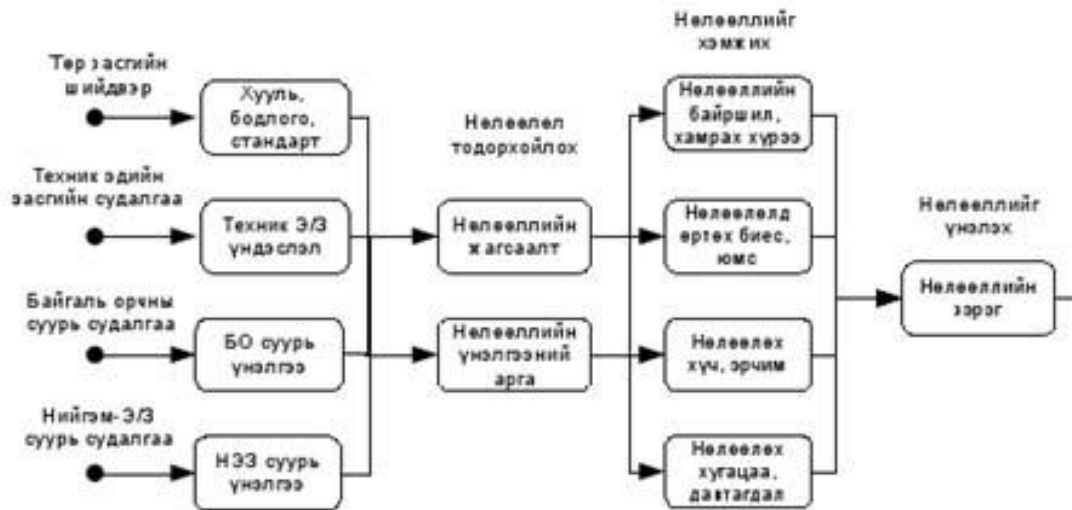 Төр засгийн
шийдвэр
Хууль,
бодлого,
стандарт
Техник эдийн
засгийн судалгаа
Техник Э/З
үндэслэл
Байгаль орчны
суурь судалгаа
БО суурь
үнэлгээ
Нийгэм-Э/З
суурь судалгаа
НЭЗ суурь
үнэлгээ
Нөлөөлөл
тодорхойлох
Нөлөөллийн
жагсаалт
Нөлөөллийн
үнэлгээний
арга
Нөлөөллийг
хэмжих
Нөлөөллийн
байршил,
хамрах хүрээ
Нөлөөлөлд
өртөх биес,
юмс
Нөлөөлөх
хүч, эрчим
Нөлөөлөх
хугацаа,
давтагдал
Нөлөөллийг
үнэлэх
Нөлөөллийн
зэрэг